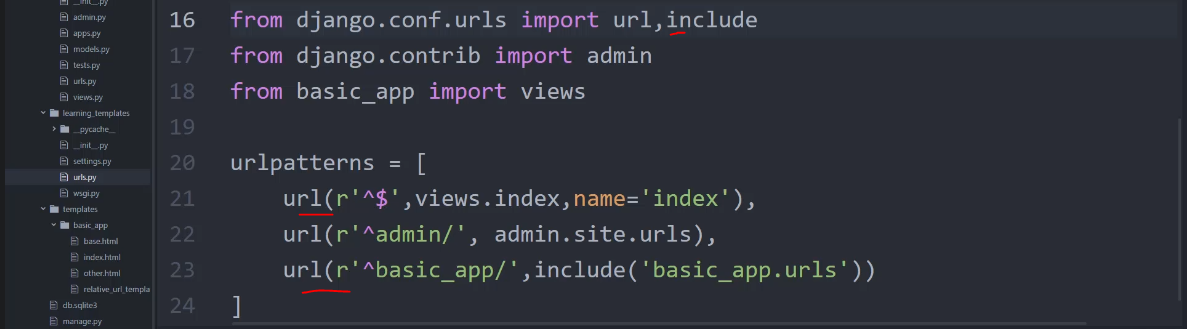 __init__.py
admin.py
apps.py
models.py
tests.py
urls.py
views.py
learning_templates
__pycache__
__init__.py
settings.py
urls.py
wsgi.py
templates
basic_app
base.html
index.html
other.html
relative_url_templa
db.sqlite3
manage.py
16 from django.conf.urls import url,include
17 from django.contrib import admin
18 from basic_app import views
19
20 urlpatterns = [
21 url(r'^$',views.index,name='index'),
22 url(r'^admin/', admin.site.urls),
23 url(r'^basic_app/',include('basic_app.urls'))
24 ]